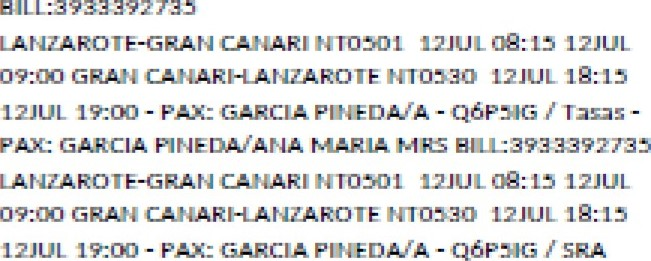 BILL:3933392735
LANZAROTE-GRAN CANARI NT0501 12JUL 08:15 12JUL
09:00 GRAN CANARI-LANZAROTE NT0530 12JUL 18:15
12JUL 19:00 - PAX: GARCIA PINEDA/A - Q6P5IG / Tasas -
PAX: GARCIA PINEDA/ANA MARIA MRS BILL:3933392735
LANZAROTE-GRAN CANARI NT0501 12JUL 08:15 12JUL
09:00 GRAN CANARI-LANZAROTE NT0530 12JUL 18:15
12JUL 19:00 - PAX: GARCIA PINEDA/A - Q6P5IG / SRA